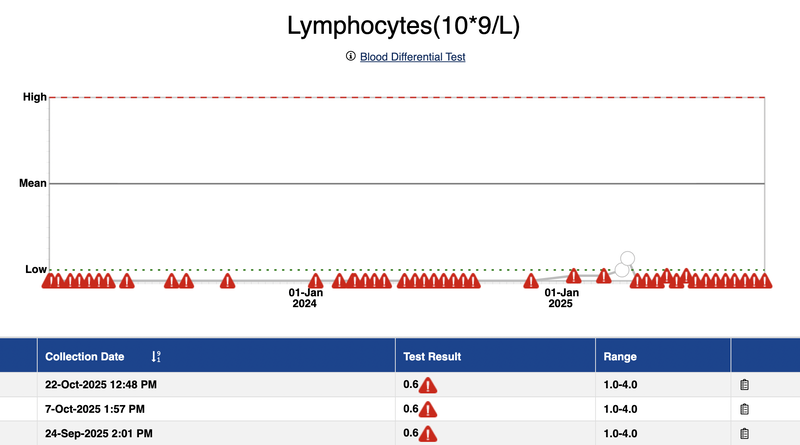 Lymphocytes(10*9/L)
Blood Differential Test
High
Mean
Low
01-Jan 01-Jan
2024 2025
Collection Date Test Result Range
22-Oct-2025 12:48 PM 0.6 1.0-4.0
7-Oct-2025 1:57 PM 0.6 1.0-4.0
24-Sep-2025 2:01 PM 0.6 1.0-4.0